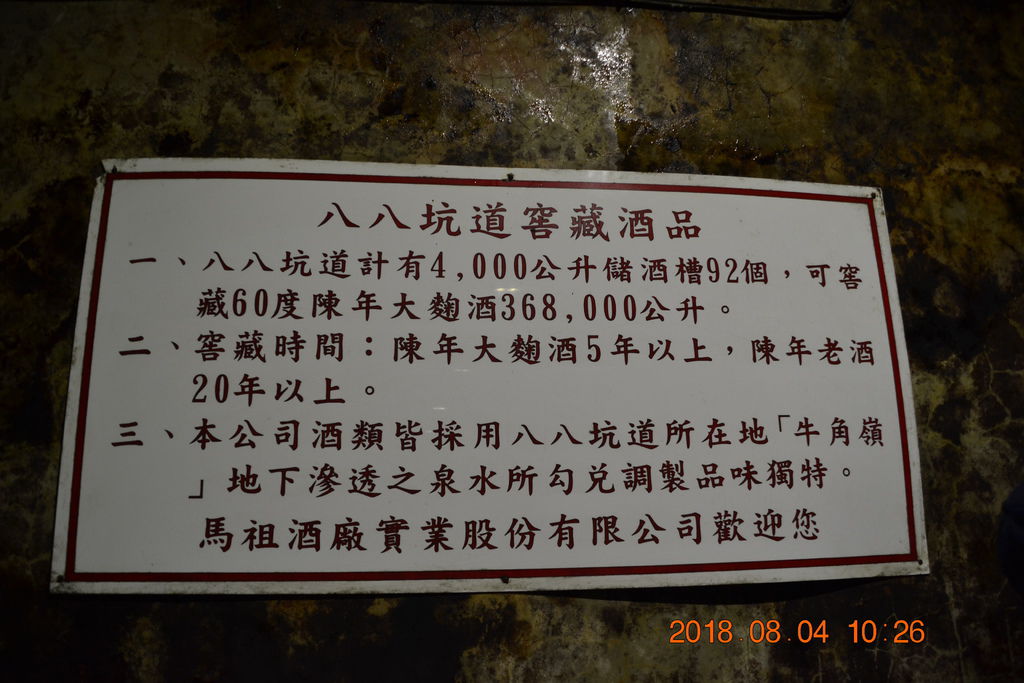 八八坑道窖藏酒品
一、八八坑道計有4,000公升儲酒槽92個，可窖
藏60度陳年大麴酒368,000公升。
二、窖藏時間：陳年大麴酒5年以上，陳年老酒
20年以上。
三、本公司酒類皆採用八八坑道所在地「牛角嶺
」地下滲透之泉水所勾兌調製品味獨特。
馬祖酒廠實業股份有限公司歡迎您
2018.08.04 10:26